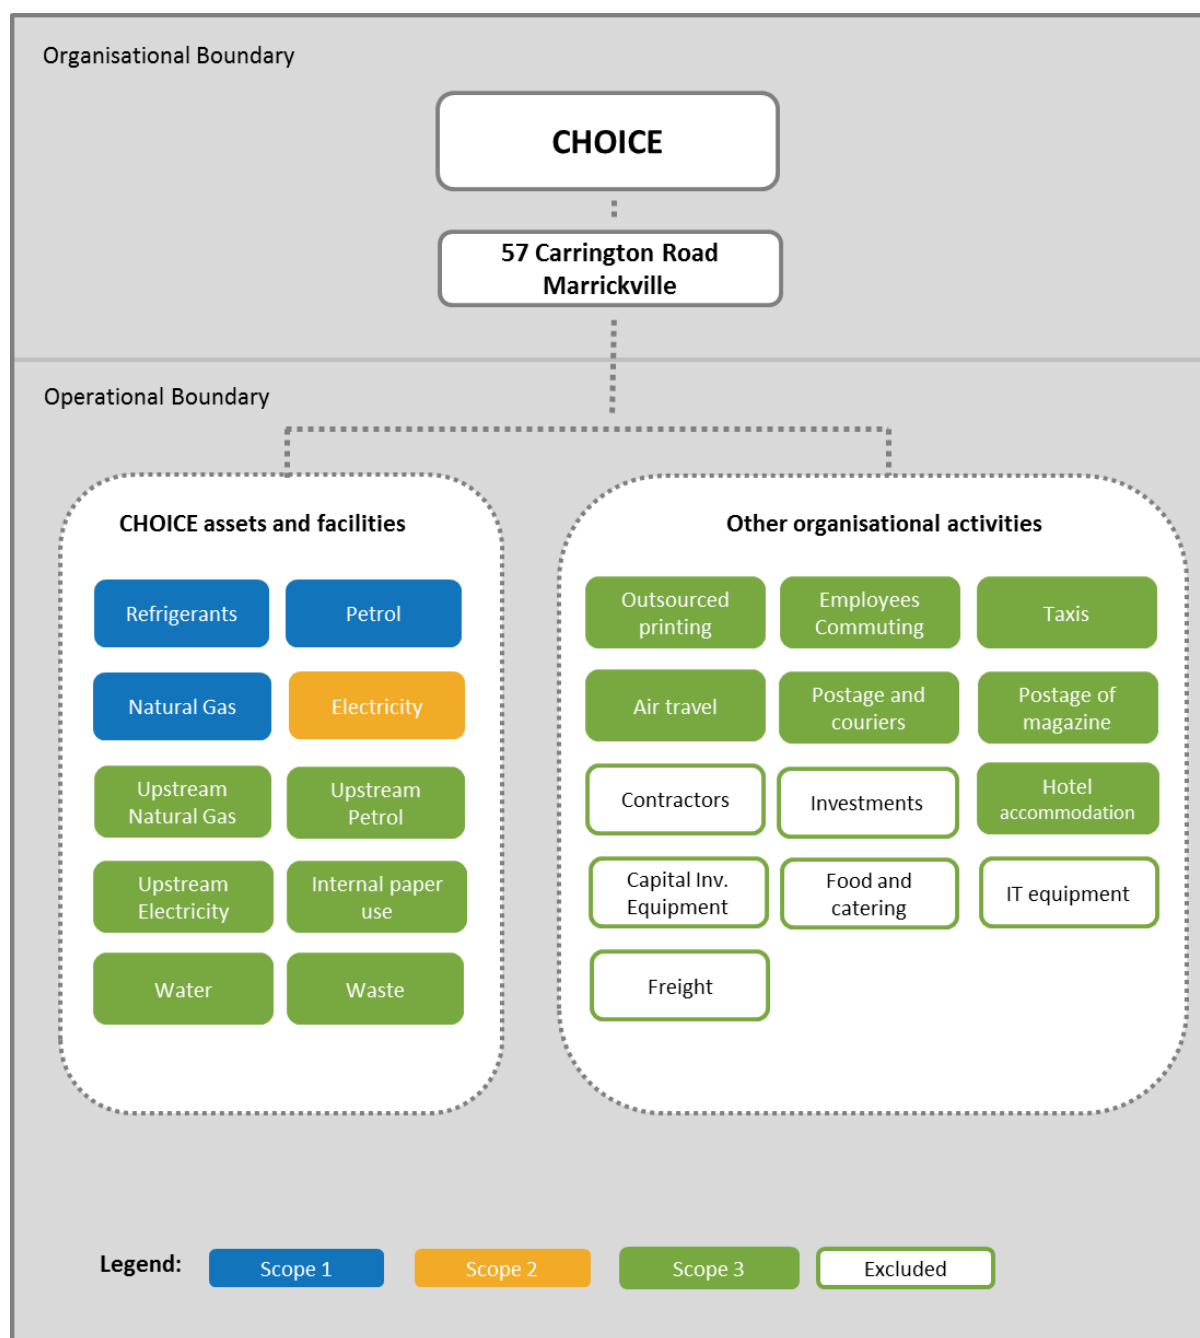 Organisational Boundary
CHOICE
57 Carrington Road
Marrickville
Operational Boundary
CHOICE assets and facilities
Refrigerants
Petrol
Natural Gas
Electricity
Upstream
Natural Gas
Upstream
Petrol
Upstream
Electricity
Internal paper
use
Water
Waste
Other organisational activities
Outsourced
printing
Employees
Commuting
Taxis
Air travel
Postage and
couriers
Postage of
magazine
Contractors
Investments
Hotel
accommodation
Capital Inv.
Equipment
Food and
catering
IT equipment
Freight
Legend:
Scope 1
Scope 2
Scope 3
Excluded